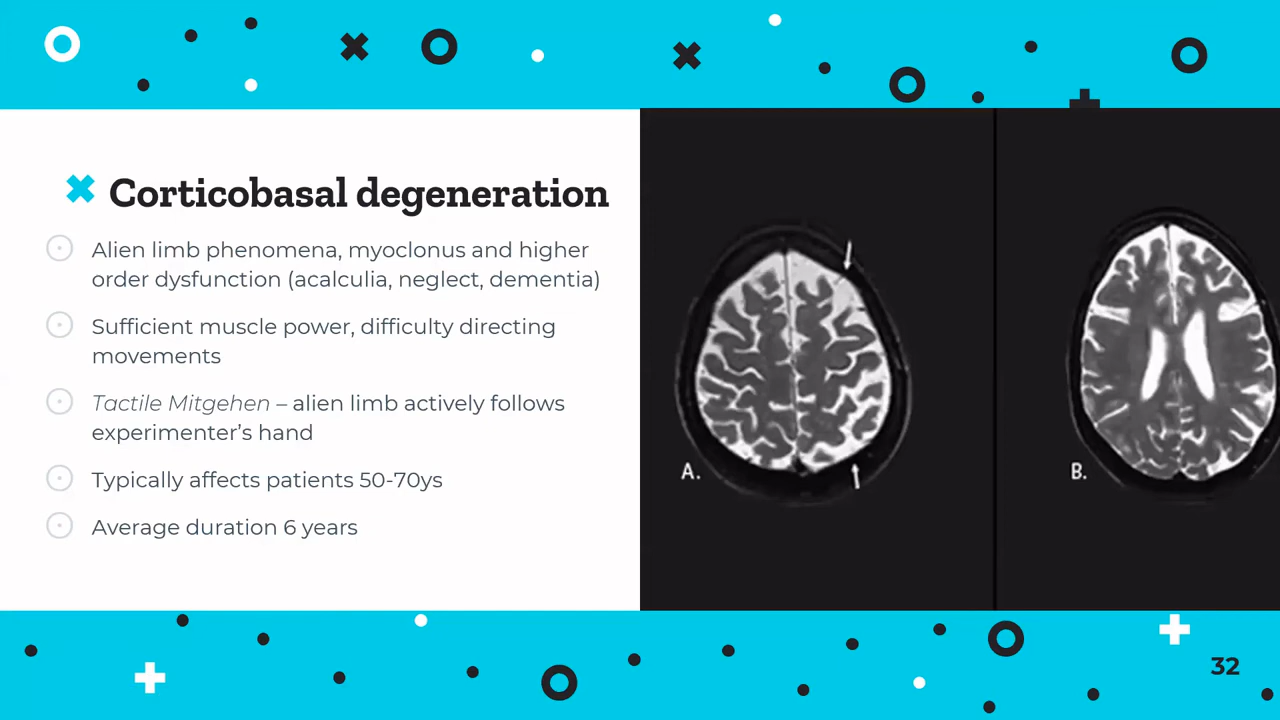 Corticobasal degeneration
Alien limb phenomena, myoclonus and higher
order dysfunction (acalculia, neglect, dementia)
Sufficient muscle power, difficulty directing
movements
Tactile Mitgehen – alien limb actively follows
experimenter's hand
Typically affects patients 50-70ys
Average duration 6 years
A.
B.
32